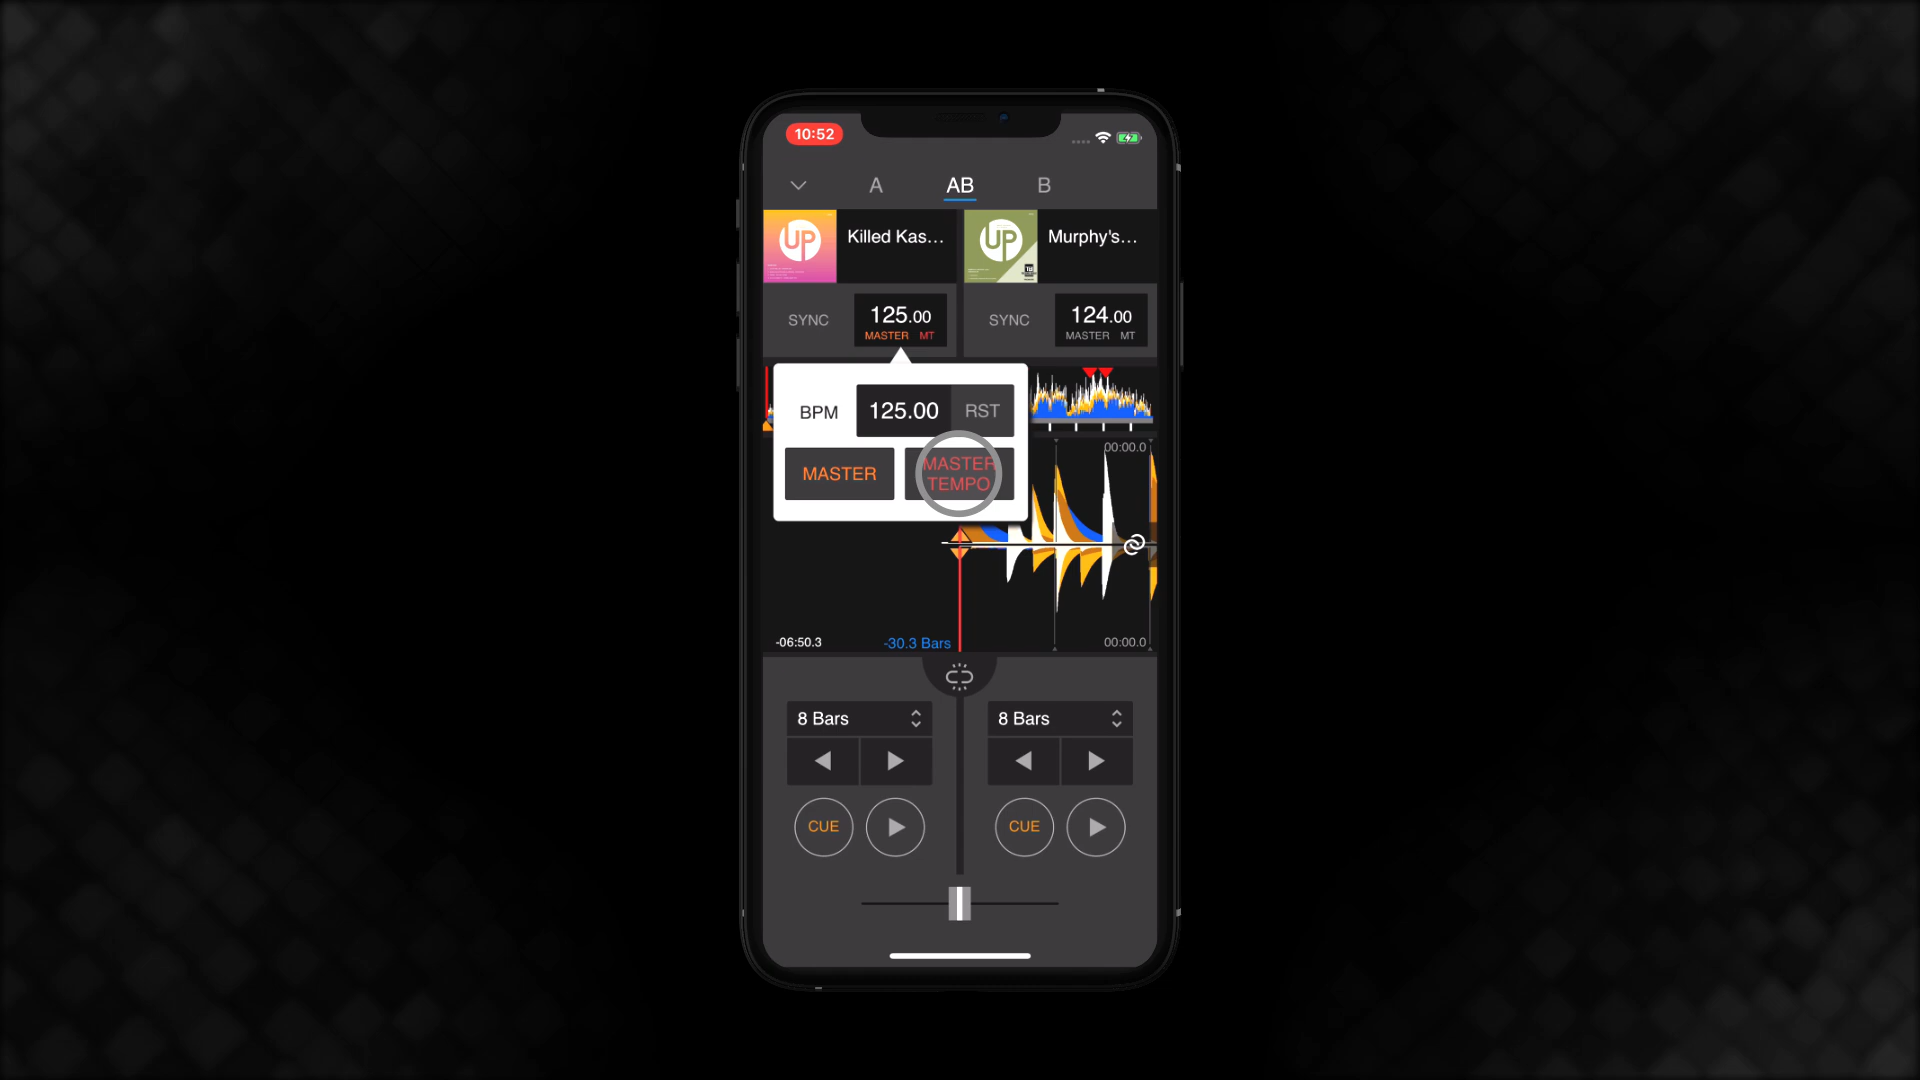 10:52
A
AB
B
UP
Killed Kas...
UP
Murphy's...
SYNC
125.00
MASTER MT
SYNC
124.00
MASTER MT
BPM
125.00
RST
MASTER
MASTER
TEMPO
00:00.0
-06:50.3
-30.3 Bars
00:00.0
8 Bars
8 Bars
CUE
CUE